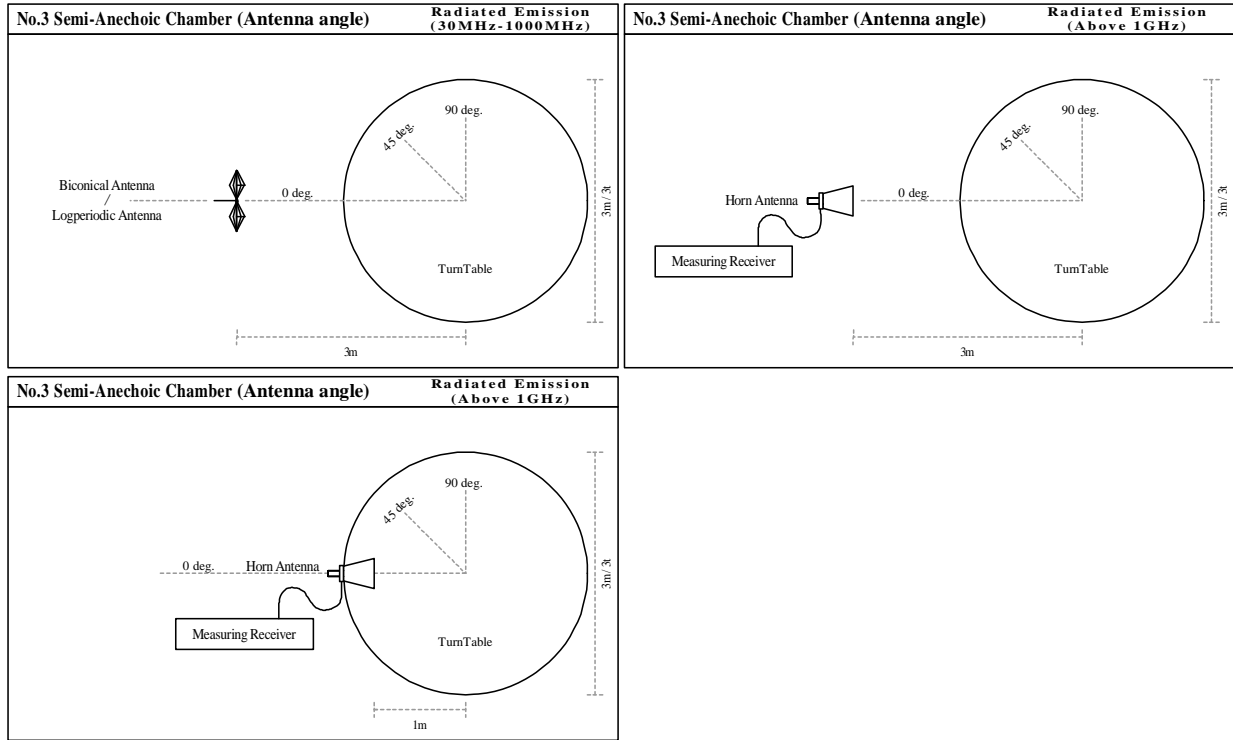 No.3 Semi-Anechoic Chamber (Antenna angle)
Radiated Emission
(30MHz-1000MHz)
90 deg.
45 deg.
Biconical Antenna
/
Logperiodic Antenna
0 deg.
3m / 3t
TurnTable
3m
No.3 Semi-Anechoic Chamber (Antenna angle)
Radiated Emission
(Above 1GHz)
90 deg.
45 deg.
Horn Antenna
0 deg.
3m / 3t
Measuring Receiver
TurnTable
3m
No.3 Semi-Anechoic Chamber (Antenna angle)
Radiated Emission
(Above 1GHz)
90 deg.
45 deg.
0 deg.
Horn Antenna
3m / 3t
Measuring Receiver
TurnTable
1m